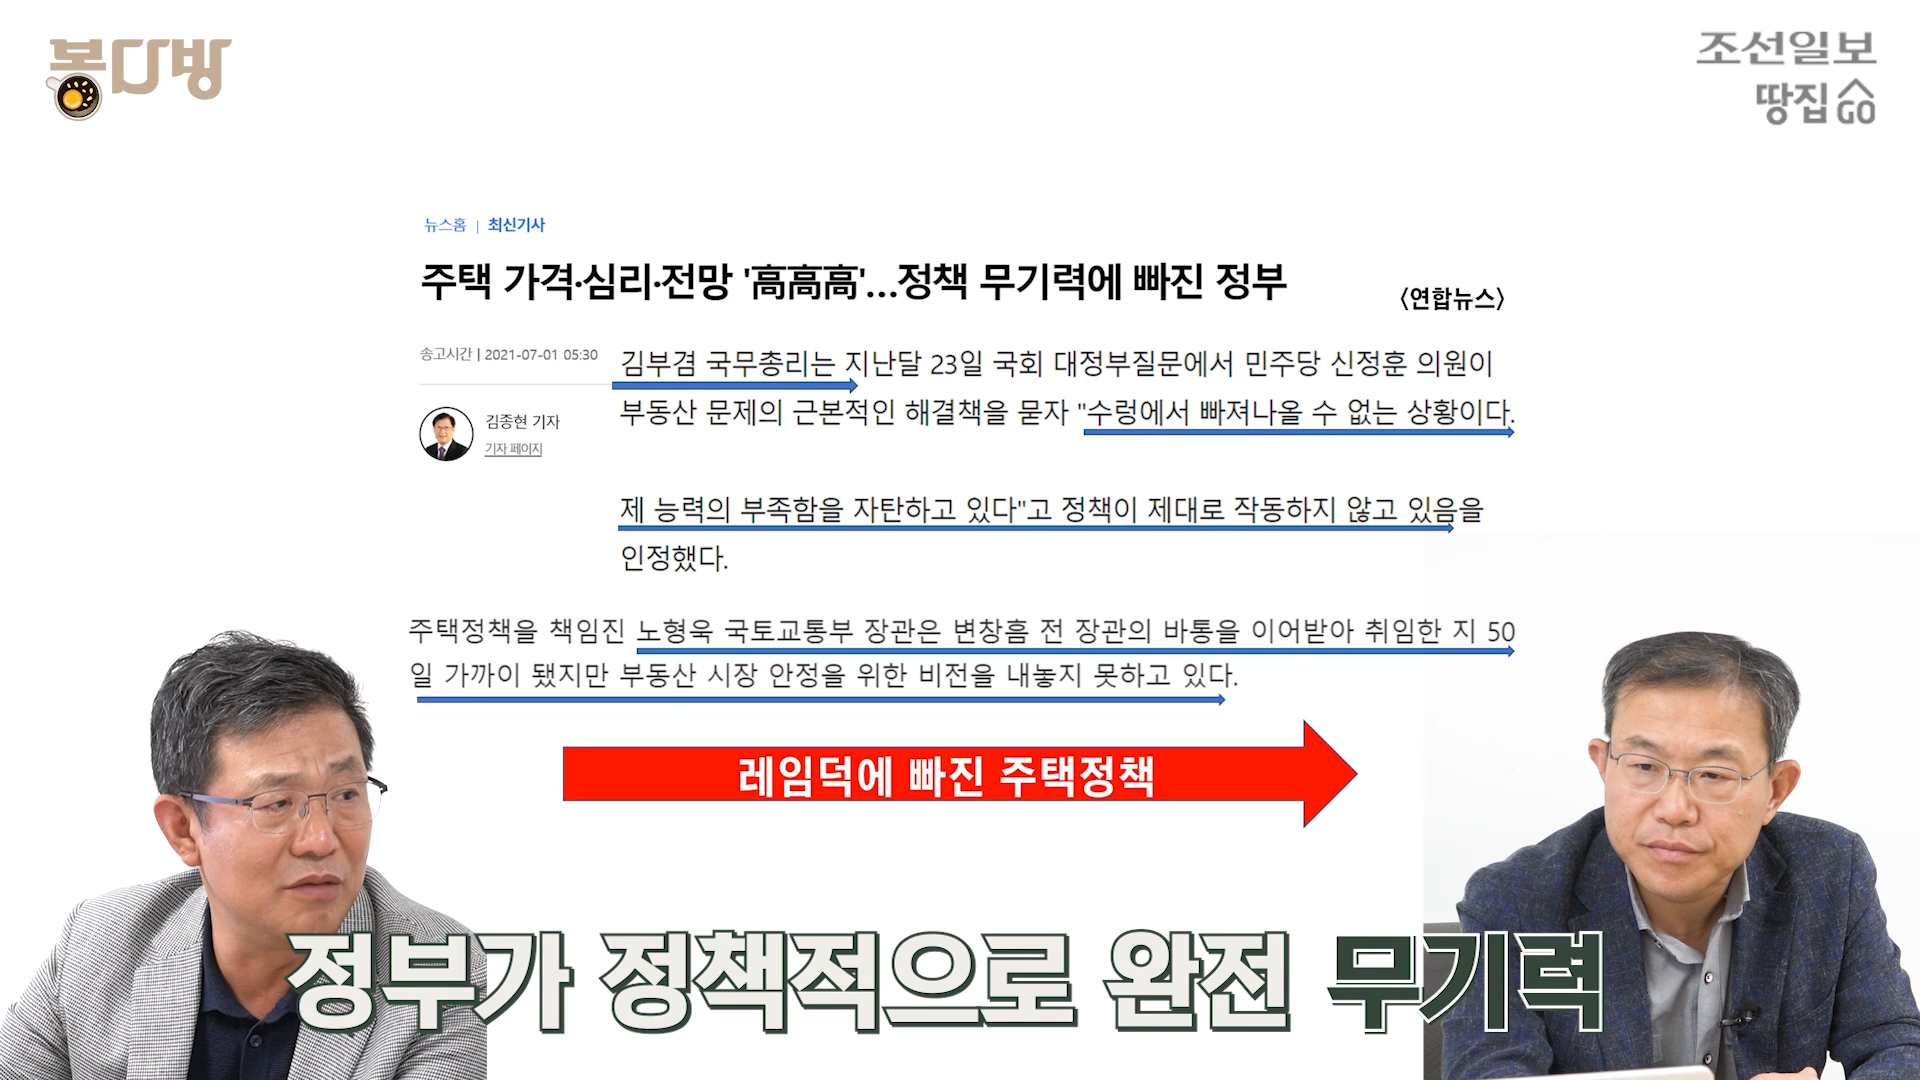 봉다방
조선일보
땅집GO
뉴스홈 | 최신기사
주택 가격·심리·전망 '高高高'...정책 무기력에 빠진 정부
〈연합뉴스〉
송고시간 | 2021-07-01 05:30
김종현 기자
기자 페이지
김부겸 국무총리는 지난달 23일 국회 대정부질문에서 민주당 신정훈 의원이
부동산 문제의 근본적인 해결책을 묻자 "수렁에서 빠져나올 수 없는 상황이다.
제 능력의 부족함을 자탄하고 있다"고 정책이 제대로 작동하지 않고 있음을
인정했다.
주택정책을 책임진 노형욱 국토교통부 장관은 변창흠 전 장관의 바통을 이어받아 취임한 지 50
일 가까이 됐지만 부동산 시장 안정을 위한 비전을 내놓지 못하고 있다.
레임덕에 빠진 주택정책
정부가 정책적으로 완전 무기력